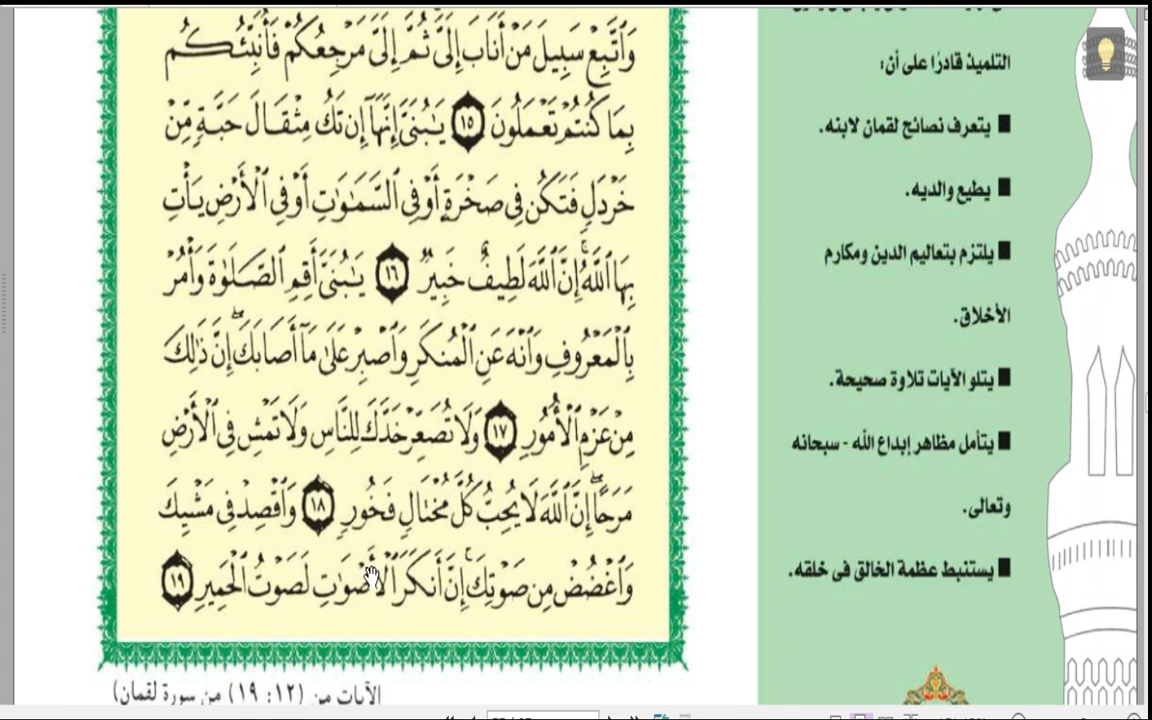 وَٱتَّبِعْ سَبِيلَ مَنْ أَنَابَ إِلَىَّ ثُمَّ إِلَىَّ مَرْجِعُكُمْ فَأُنَبِّئُكُم
بِمَا كُنتُمْ تَعْمَلُونَ ١٥ يَـٰبُنَىَّ إِنَّهَآ إِن تَكُ مِثْقَالَ حَبَّةٍ مِّنْ
خَرْدَلٍ فَتَكُن فِى صَخْرَةٍ أَوْ فِى ٱلسَّمَـٰوَٰتِ أَوْ فِى ٱلْأَرْضِ يَأْتِ
بِهَا ٱللَّهُ ۚ إِنَّ ٱللَّهَ لَطِيفٌ خَبِيرٌ ١٦ يَـٰبُنَىَّ أَقِمِ ٱلصَّلَوٰةَ وَأْمُرْ
بِٱلْمَعْرُوفِ وَٱنْهَ عَنِ ٱلْمُنكَرِ وَٱصْبِرْ عَلَىٰ مَآ أَصَابَكَ ۖ إِنَّ ذَٰلِكَ
مِنْ عَزْمِ ٱلْأُمُورِ ١٧ وَلَا تُصَعِّرْ خَدَّكَ لِلنَّاسِ وَلَا تَمْشِ فِى ٱلْأَرْضِ
مَرَحًا ۖ إِنَّ ٱللَّهَ لَا يُحِبُّ كُلَّ مُخْتَالٍ فَخُورٍ ١٨ وَٱقْصِدْ فِى مَشْيِكَ
وَٱغْضُضْ مِن صَوْتِكَ ۚ إِنَّ أَنكَرَ ٱلْأَصْوَٰتِ لَصَوْتُ ٱلْحَمِيرِ ١٩
الآيات من (١٢ : ١٩) من سورة لقمان)
التلميذ قادرًا على أن:
■ يتعرف نصائح لقمان لابنه.
■ يطيع والديه.
■ يلتزم بتعاليم الدين ومكارم
الأخلاق.
■ يتلو الآيات تلاوة صحيحة.
■ يتأمل مظاهر إبداع الله - سبحانه
وتعالى.
■ يستنبط عظمة الخالق فى خلقه.